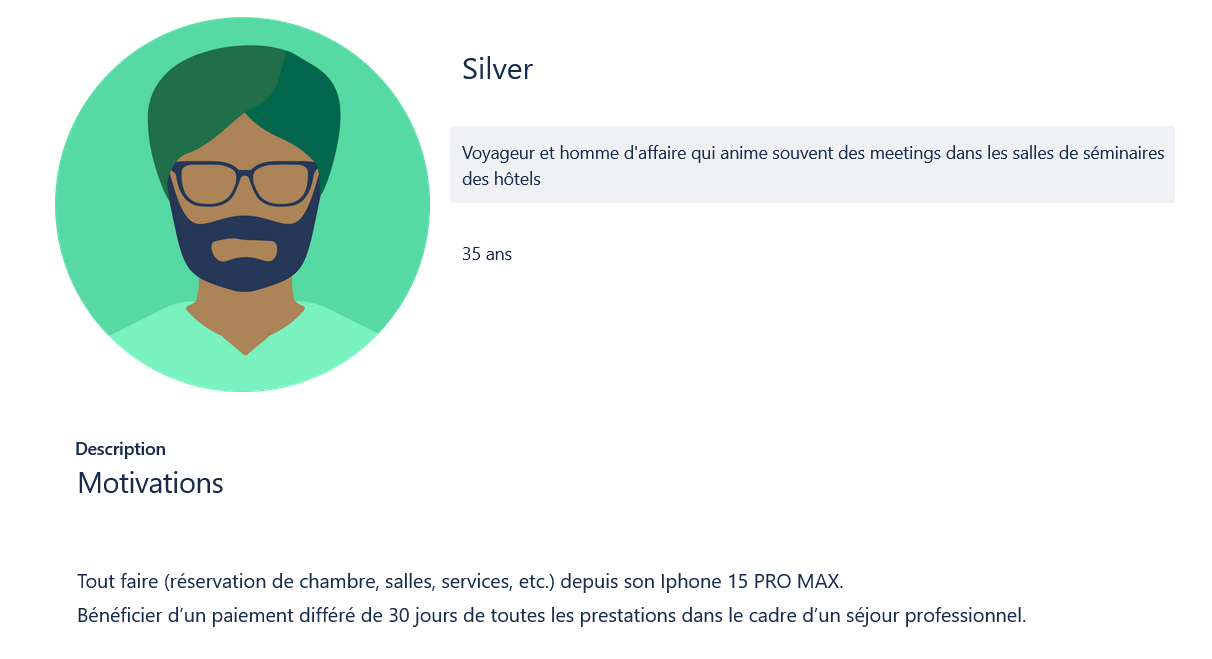 Silver
Voyageur et homme d'affaire qui anime souvent des meetings dans les salles de séminaires
des hôtels
35 ans
Description
Motivations
Tout faire (réservation de chambre, salles, services, etc.) depuis son Iphone 15 PRO MAX.
Bénéficier d’un paiement différé de 30 jours de toutes les prestations dans le cadre d’un séjour professionnel.